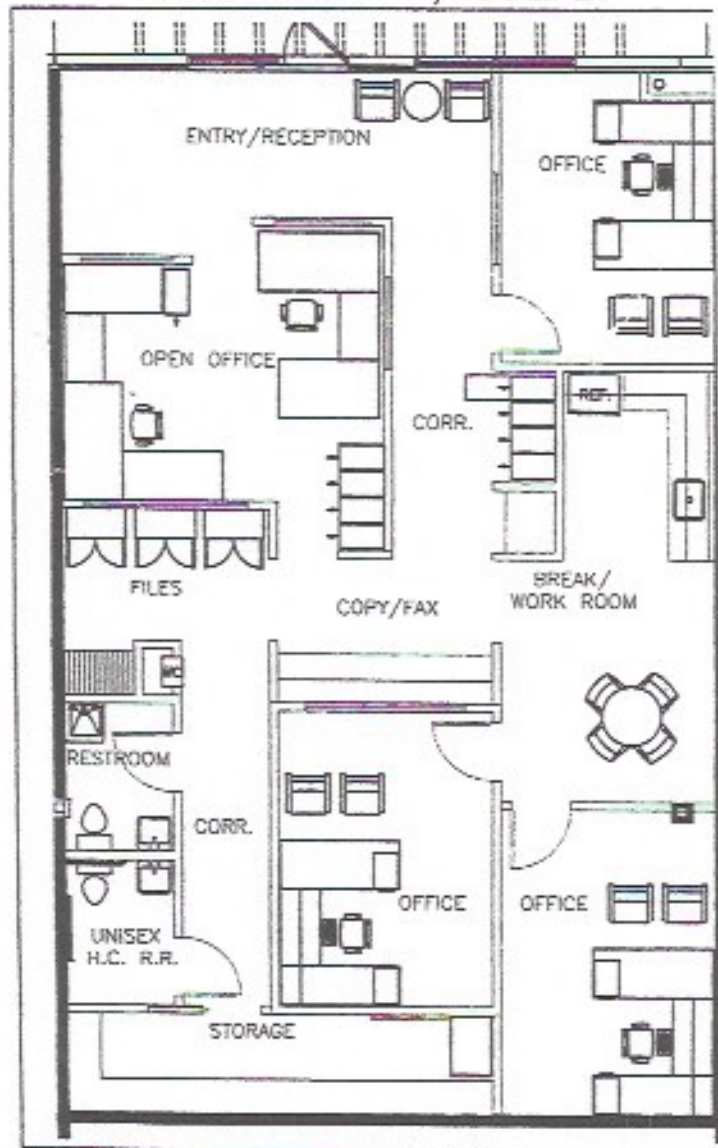 ENTRY/RECEPTION
OFFICE
OPEN OFFICE
CORR.
REF.
FILES
COPY/FAX
BREAK/
WORK ROOM
RESTROOM
CORR.
OFFICE
OFFICE
UNISEX
H.C. R.R.
STORAGE